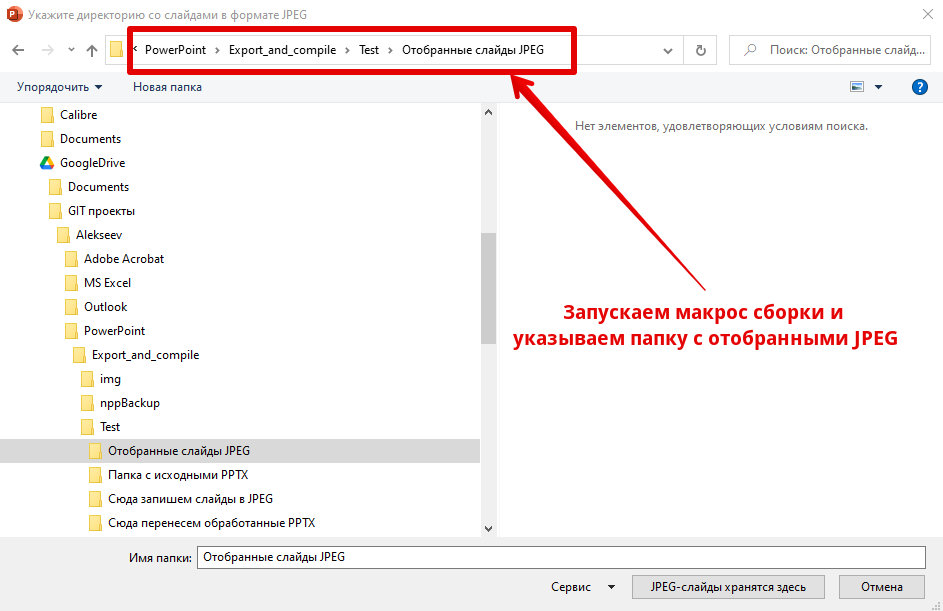 Укажите директорию со слайдами в формате JPEG
PowerPoint › Export_and_compile › Test › Отобранные слайды JPEG
Поиск: Отобранные слайд...
Упорядочить
Новая папка
Calibre
Documents
GoogleDrive
Documents
GIT проекты
Alekseev
Adobe Acrobat
MS Excel
Outlook
PowerPoint
Export_and_compile
img
nppBackup
Test
Отобранные слайды JPEG
Папка с исходными PPTX
Сюда запишем слайды в JPEG
Сюда перенесем обработанные PPTX
Нет элементов, удовлетворяющих условиям поиска.
Запускаем макрос сборки и
указываем папку с отобранными JPEG
Имя папки: Отобранные слайды JPEG
Сервис
JPEG-слайды хранятся здесь
Отмена